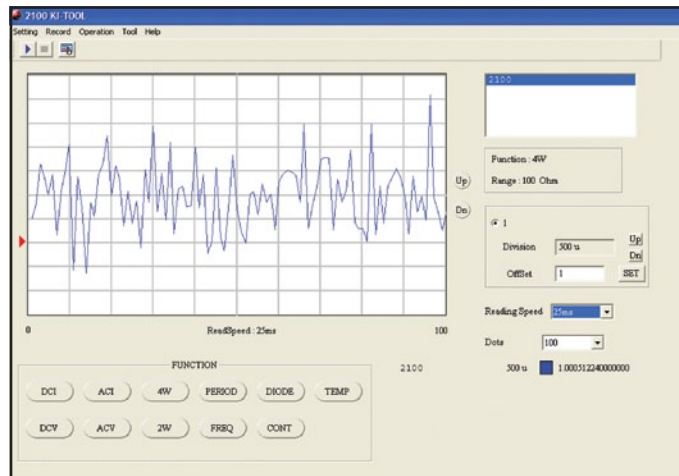 2100 KI-TOOL
Setting Record Operation Tool Help
2100
Function : 4W
Range : 100 Ohm
Up
Dn
1
Division 500 u Up
Dn
OffSet 1 SET
Reading Speed 25ms
Dots 100
500 u 1.000512240000000
0 ReadSpeed : 25ms 100
2100
FUNCTION
DCI ACI 4W PERIOD DIODE TEMP
DCV ACV 2W FREQ CONT